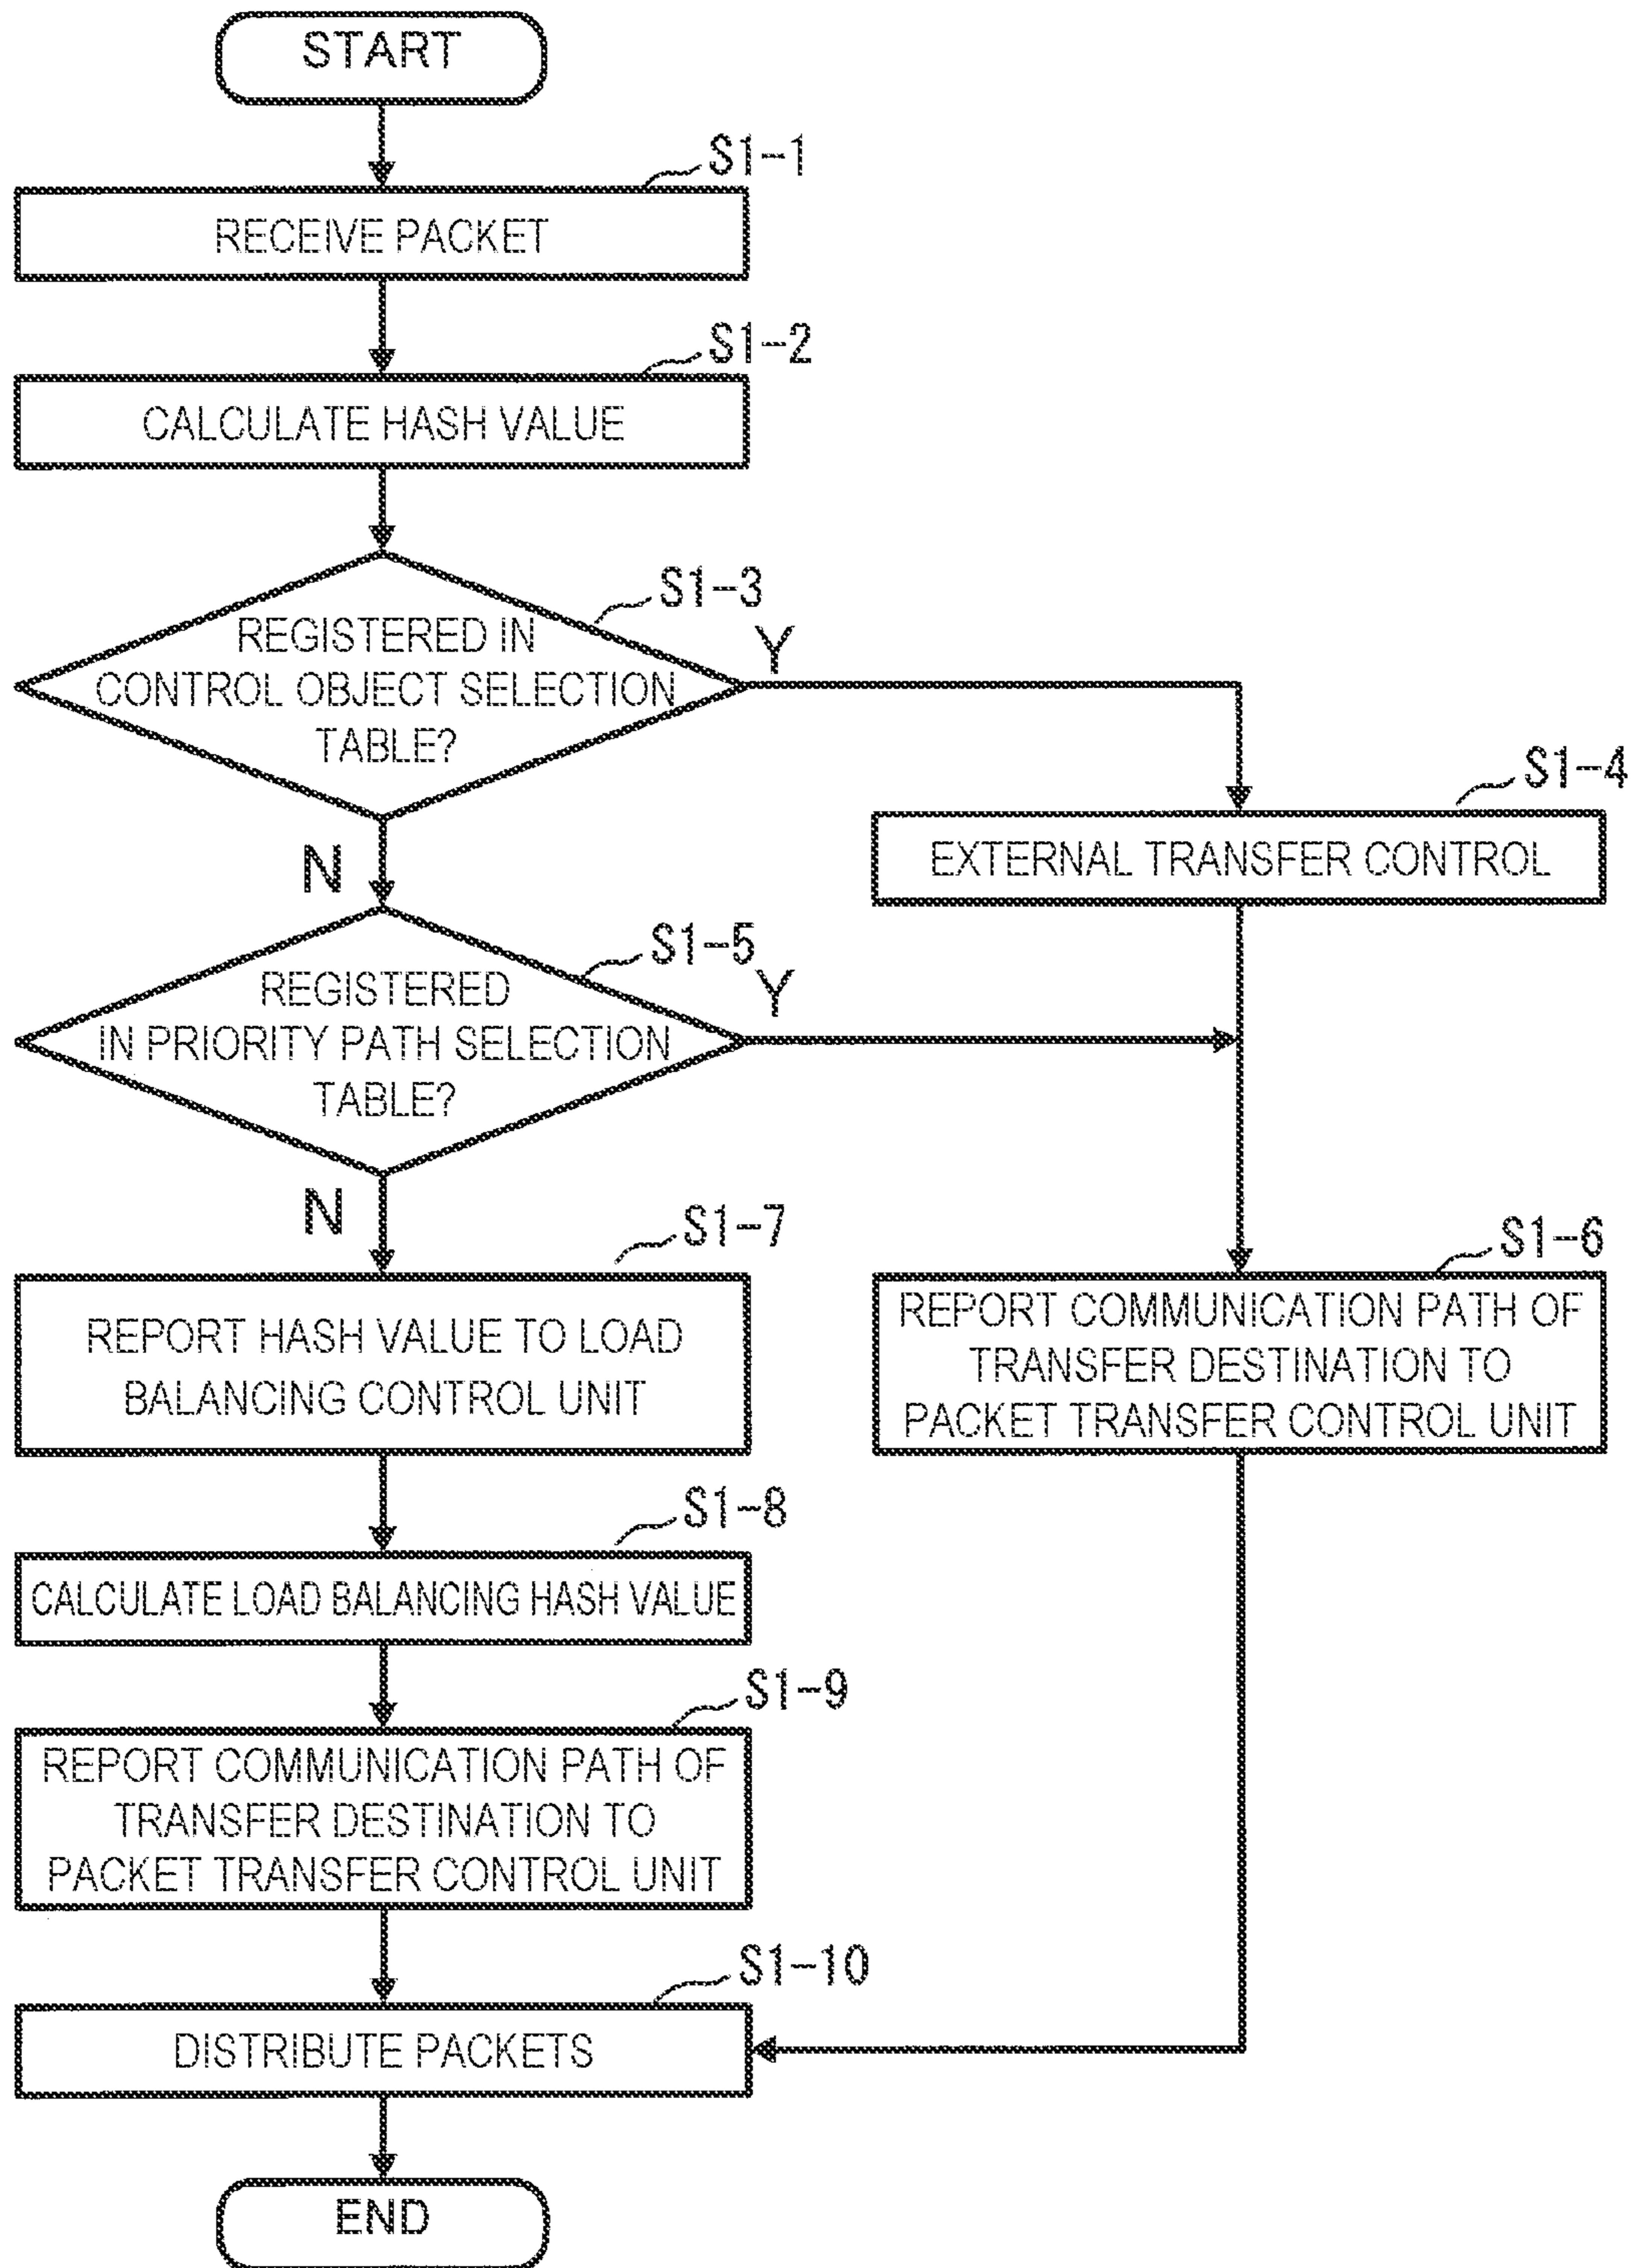 START
S1-1
RECEIVE PACKET
S1-2
CALCULATE HASH VALUE
S1-3
REGISTERED IN
CONTROL OBJECT SELECTION
TABLE?
Y
N
S1-4
EXTERNAL TRANSFER CONTROL
S1-5
REGISTERED
IN PRIORITY PATH SELECTION
TABLE?
Y
N
S1-6
REPORT COMMUNICATION PATH OF
TRANSFER DESTINATION TO
PACKET TRANSFER CONTROL UNIT
S1-7
REPORT HASH VALUE TO LOAD
BALANCING CONTROL UNIT
S1-8
CALCULATE LOAD BALANCING HASH VALUE
S1-9
REPORT COMMUNICATION PATH OF
TRANSFER DESTINATION TO
PACKET TRANSFER CONTROL UNIT
S1-10
DISTRIBUTE PACKETS
END